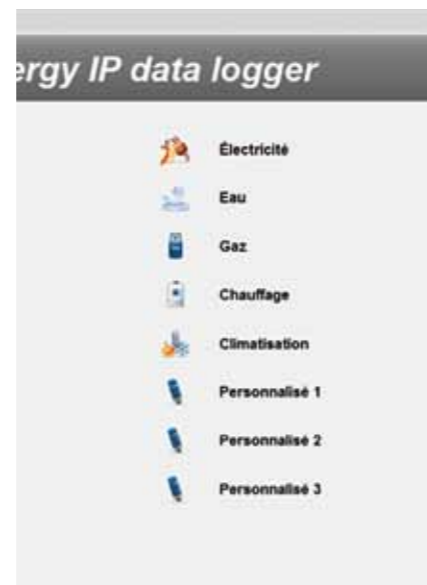 ergy IP data logger
Électricité
Eau
Gaz
Chauffage
Climatisation
Personnalisé 1
Personnalisé 2
Personnalisé 3